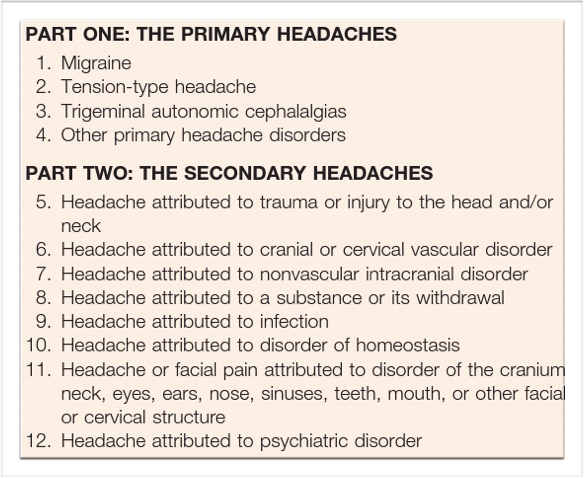 PART ONE: THE PRIMARY HEADACHES
1. Migraine
2. Tension-type headache
3. Trigeminal autonomic cephalalgias
4. Other primary headache disorders
PART TWO: THE SECONDARY HEADACHES
5. Headache attributed to trauma or injury to the head and/or
neck
6. Headache attributed to cranial or cervical vascular disorder
7. Headache attributed to nonvascular intracranial disorder
8. Headache attributed to a substance or its withdrawal
9. Headache attributed to infection
10. Headache attributed to disorder of homeostasis
11. Headache or facial pain attributed to disorder of the cranium
neck, eyes, ears, nose, sinuses, teeth, mouth, or other facial
or cervical structure
12. Headache attributed to psychiatric disorder